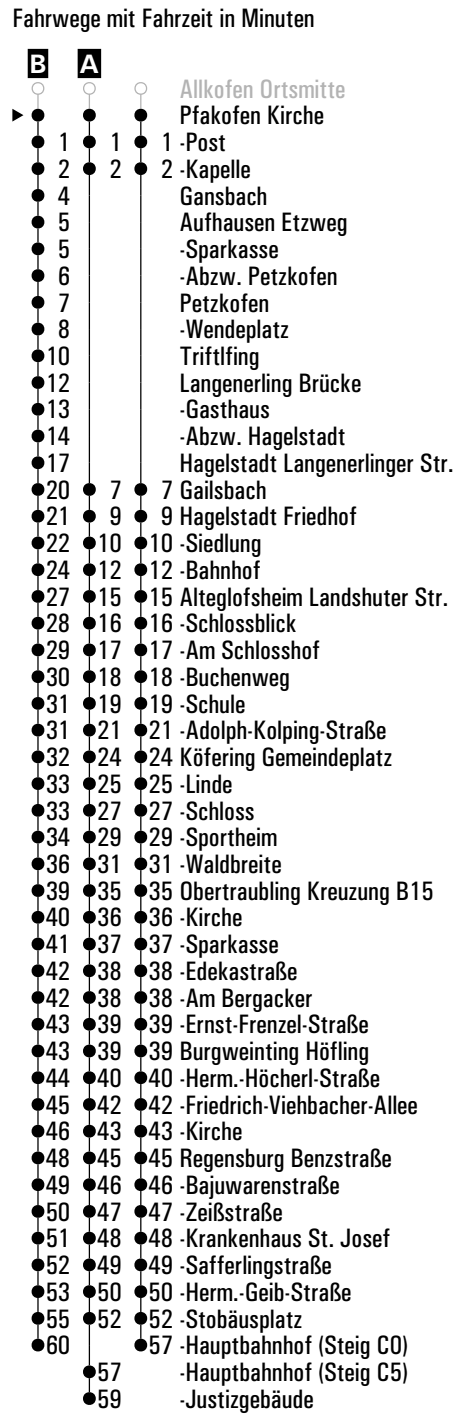 Fahrwege mit Fahrzeit in Minuten
B A
Allkofen Ortsmitte
Pfakofen Kirche
1 1 1 -Post
2 2 2 -Kapelle
4 Gansbach
5 Aufhausen Etzweg
5 -Sparkasse
6 -Abzw. Petzkofen
7 Petzkofen
8 -Wendeplatz
10 Triftlfing
12 Langenerling Brücke
13 -Gasthaus
14 -Abzw. Hagelstadt
17 Hagelstadt Langenerlinger Str.
20 7 7 Gailsbach
21 9 9 Hagelstadt Friedhof
22 10 10 -Siedlung
24 12 12 -Bahnhof
27 15 15 Alteglofsheim Landshuter Str.
28 16 16 -Schlossblick
29 17 17 -Am Schlosshof
30 18 18 -Buchenweg
31 19 19 -Schule
31 21 21 -Adolph-Kolping-Straße
32 24 24 Köfering Gemeindeplatz
33 25 25 -Linde
33 27 27 -Schloss
34 29 29 -Sportheim
36 31 31 -Waldbreite
39 35 35 Obertraubling Kreuzung B15
40 36 36 -Kirche
41 37 37 -Sparkasse
42 38 38 -Edekastraße
42 38 38 -Am Bergacker
43 39 39 -Ernst-Frenzel-Straße
43 39 39 Burgweinting Höfling
44 40 40 -Herm.-Höcherl-Straße
45 42 42 -Friedrich-Viehbacher-Allee
46 43 43 -Kirche
48 45 45 Regensburg Benzstraße
49 46 46 -Bajuwarenstraße
50 47 47 -Zeißstraße
51 48 48 -Krankenhaus St. Josef
52 49 49 -Safferlingstraße
53 50 50 -Herm.-Geib-Straße
55 52 52 -Stobäusplatz
60 57 -Hauptbahnhof (Steig C0)
57 -Hauptbahnhof (Steig C5)
59 -Justizgebäude